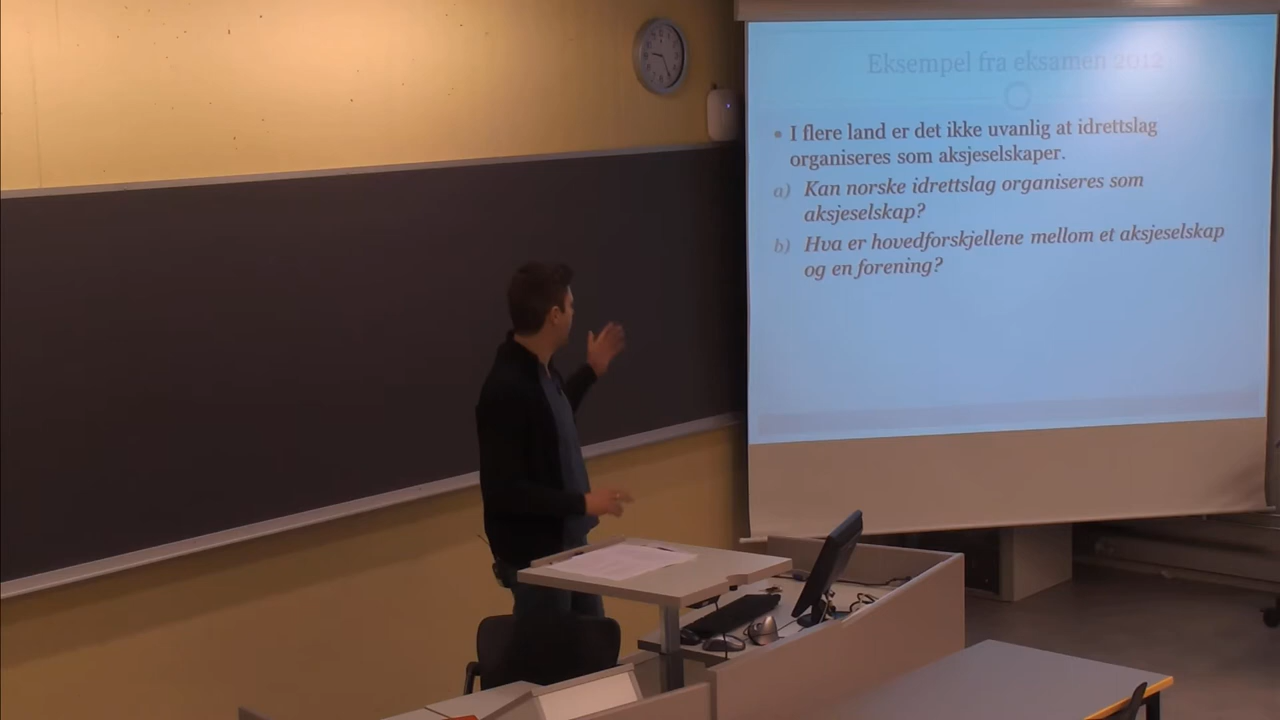 Eksempel fra eksamen 2012
• I flere land er det ikke uvanlig at idrettslag
organiseres som aksjeselskaper.
a) Kan norske idrettslag organiseres som
aksjeselskap?
b) Hva er hovedforskjellene mellom et aksjeselskap
og en forening?